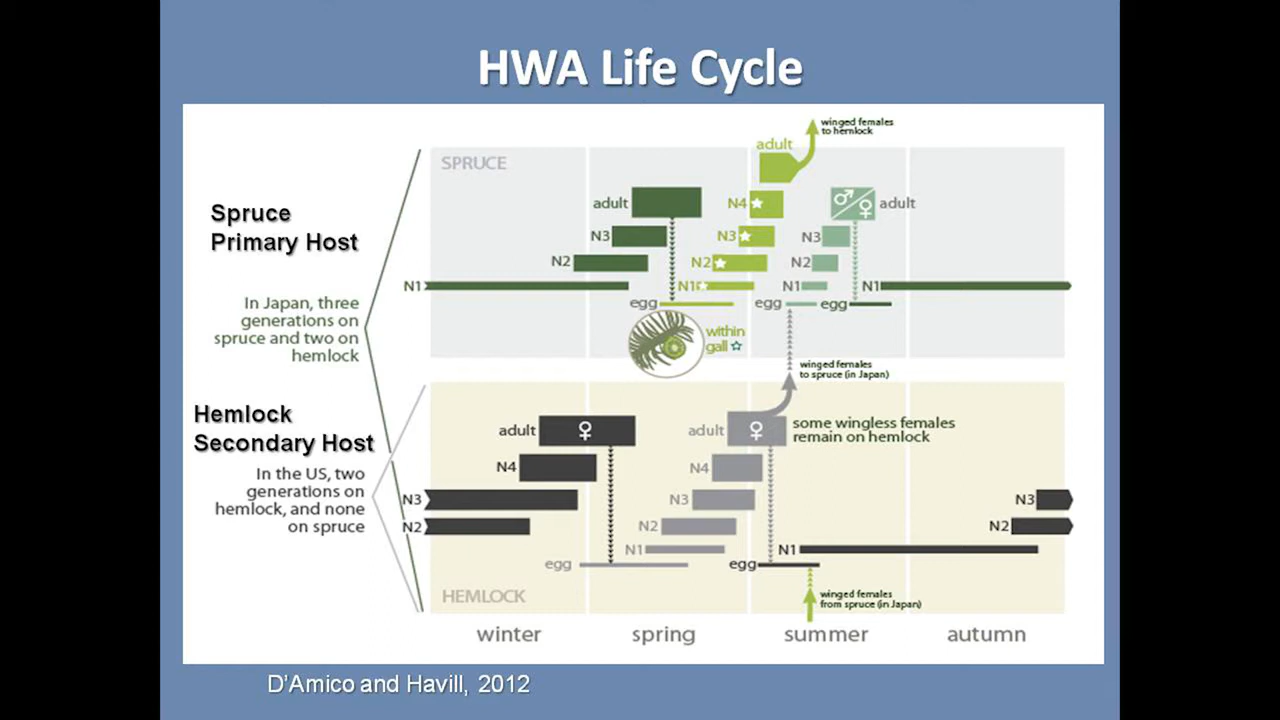 HWA Life Cycle
winged females
to hemlock
adult
SPRUCE
adult
N4
adult
Spruce
Primary Host
N3
N3
N3
N2
N2
N2
N1
N1
N1
N1
egg
egg
egg
In Japan, three
generations on
spruce and two on
hemlock
within
gall
winged females
to spruce (in Japan)
Hemlock
Secondary Host
adult
adult
some wingless females
remain on hemlock
In the US, two
generations on
hemlock, and none
on spruce
N4
N4
N3
N3
N3
N2
N2
N2
N1
N1
egg
egg
HEMLOCK
winged females
from spruce (in Japan)
winter
spring
summer
autumn
D'Amico and Havill, 2012